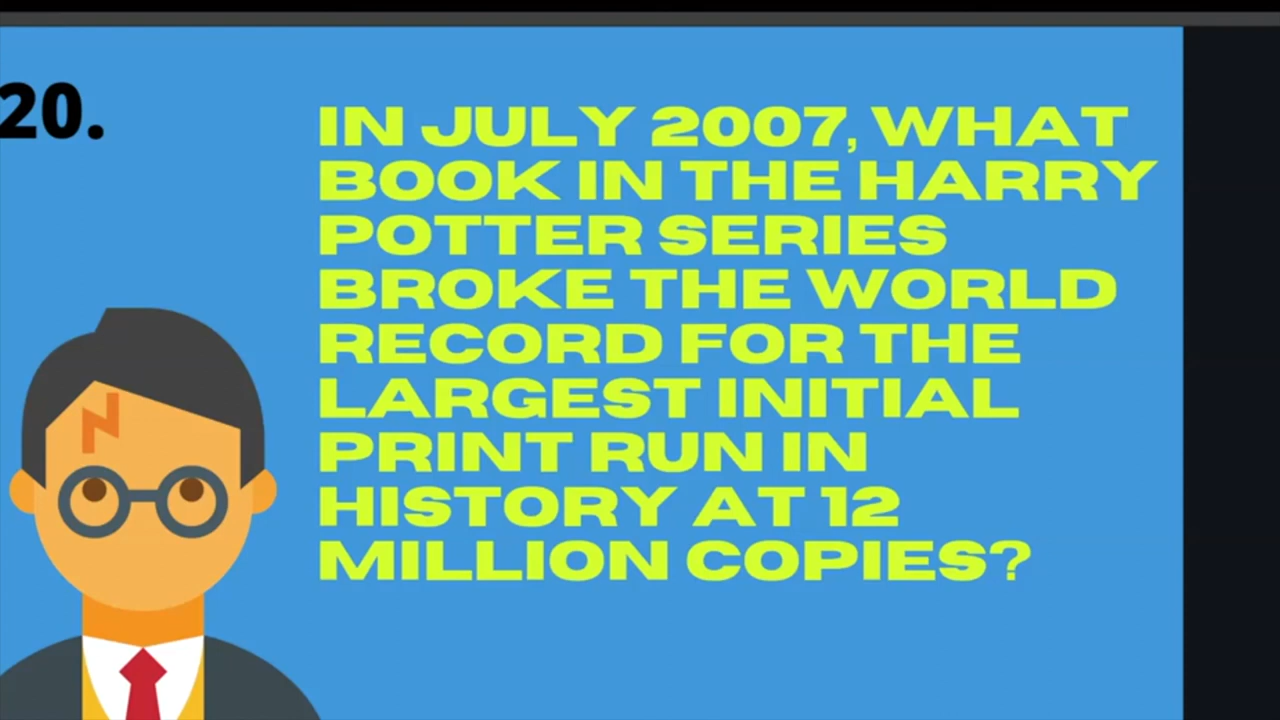 20.
IN JULY 2007, WHAT
BOOK IN THE HARRY
POTTER SERIES
BROKE THE WORLD
RECORD FOR THE
LARGEST INITIAL
PRINT RUN IN
HISTORY AT 12
MILLION COPIES?